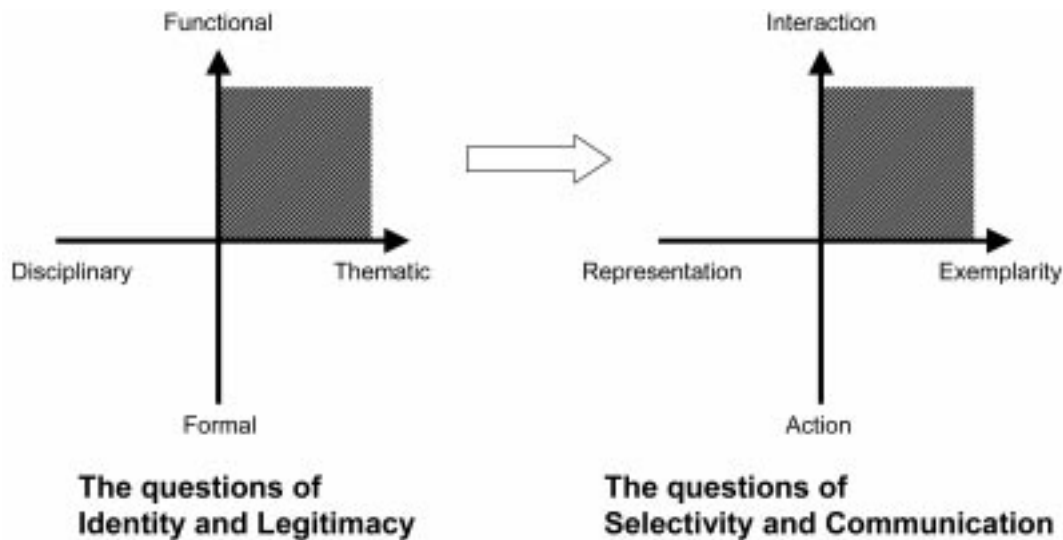 Functional
Interaction
Disciplinary
Thematic
Representation
Exemplarity
Formal
Action
The questions of
Identity and Legitimacy
The questions of
Selectivity and Communication